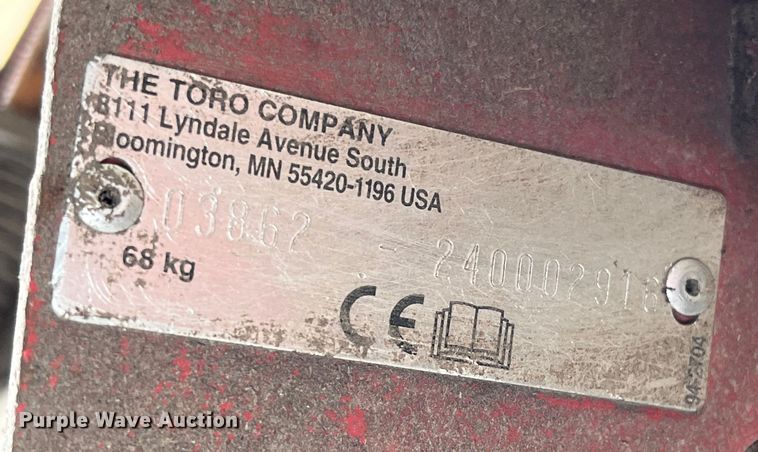 THE TORO COMPANY
8111 Lyndale Avenue South
Bloomington, MN 55420-1196 USA
03862 - 240002916
68 kg
CE
Purple Wave Auction